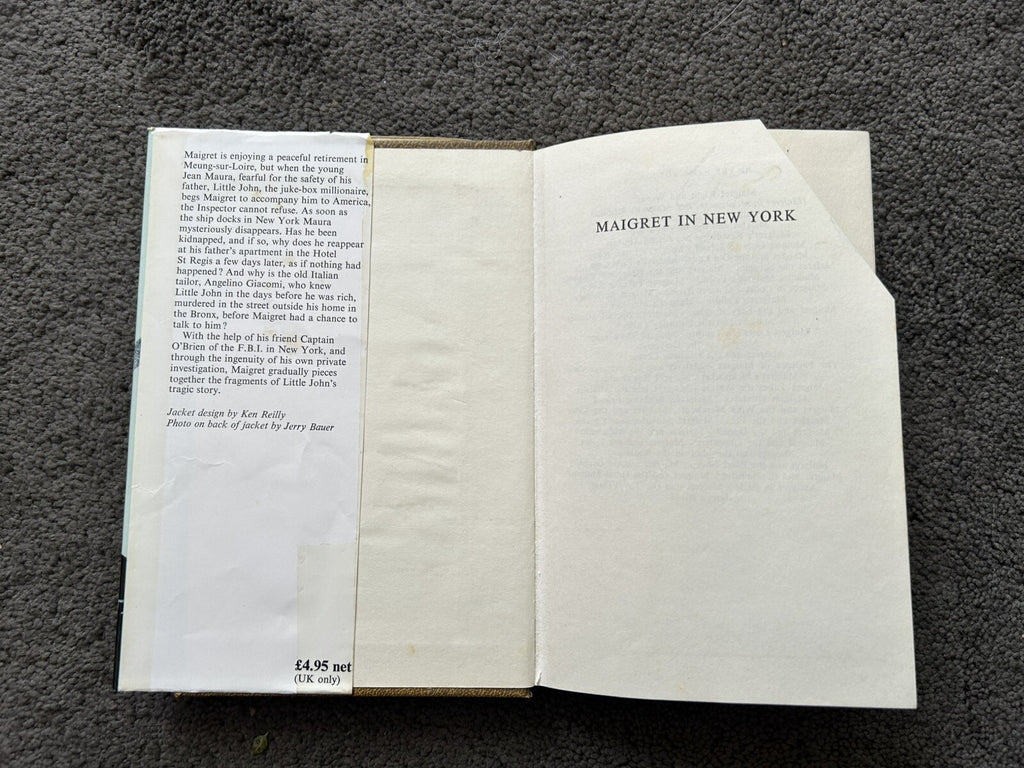 Maigret is enjoying a peaceful retirement in
Meung-sur-Loire, but when the young
Jean Maura, fearful for the safety of his
father, Little John, the juke-box millionaire,
begs Maigret to accompany him to America,
the Inspector cannot refuse. As soon as
the ship docks in New York Maura
mysteriously disappears. Has he been
kidnapped, and if so, why does he reappear
at his father's apartment in the Hotel
St Regis a few days later, as if nothing had
happened? And why is the old Italian
tailor, Angelino Giacomi, who knew
Little John in the days before he was rich,
murdered in the street outside his home in
the Bronx, before Maigret had a chance to
talk to him?
With the help of his friend Captain
O'Brien of the F.B.I. in New York, and
through the ingenuity of his own private
investigation, Maigret gradually pieces
together the fragments of Little John's
tragic story.
Jacket design by Ken Reilly
Photo on back of jacket by Jerry Bauer
£4.95 net
(UK only)
MAIGRET IN NEW YORK